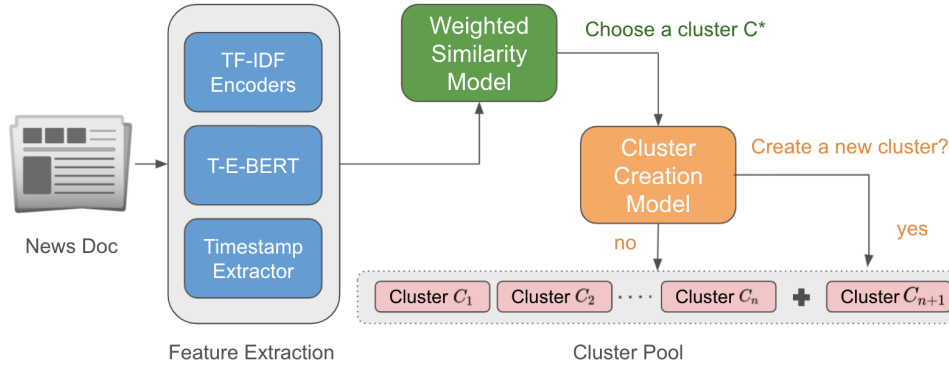 TF-IDF
Encoders
T-E-BERT
Timestamp
Extractor
News Doc
Feature Extraction
Weighted
Similarity
Model
Choose a cluster C*
Cluster
Creation
Model
Create a new cluster?
no
yes
Cluster C₁ Cluster C₂ ···· Cluster Cₙ + Cluster Cₙ₊₁
Cluster Pool